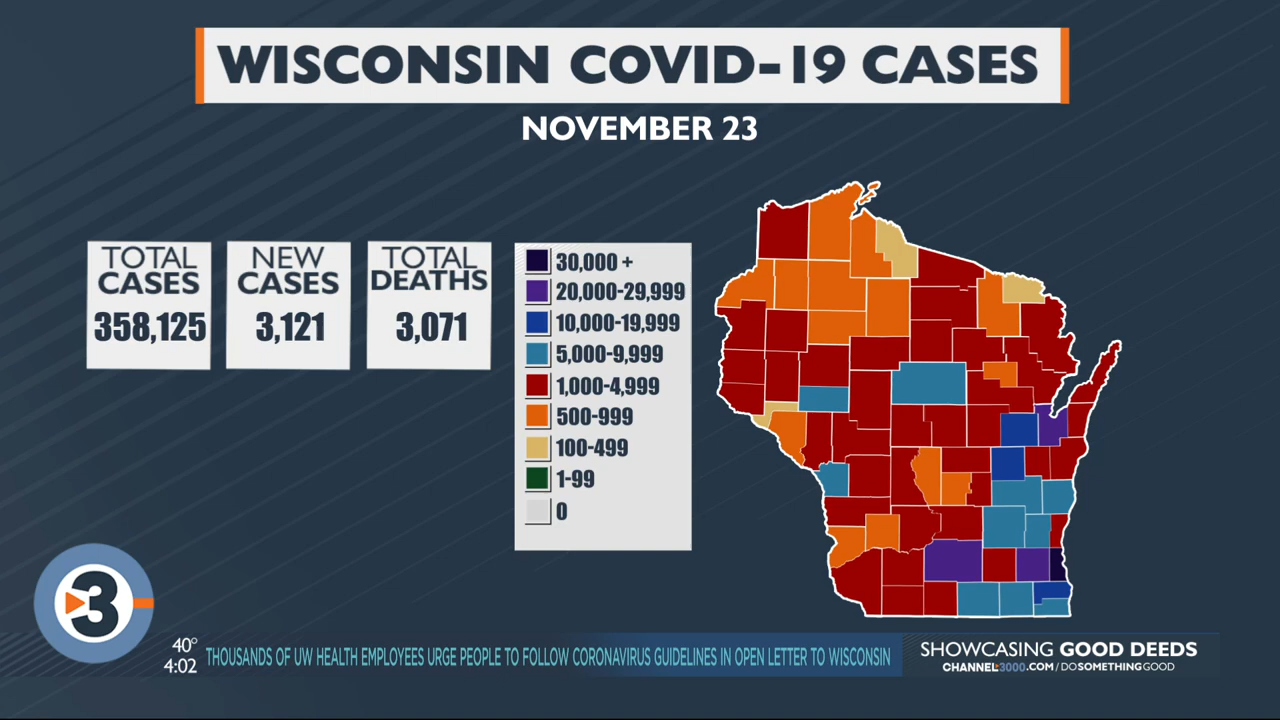 WISCONSIN COVID-19 CASES
NOVEMBER 23
TOTAL
CASES
358,125
NEW
CASES
3,121
TOTAL
DEATHS
3,071
30,000 +
20,000-29,999
10,000-19,999
5,000-9,999
1,000-4,999
500-999
100-499
1-99
0
3
40°
4:02
THOUSANDS OF UW HEALTH EMPLOYEES URGE PEOPLE TO FOLLOW CORONAVIRUS GUIDELINES IN OPEN LETTER TO WISCONSIN
SHOWCASING GOOD DEEDS
CHANNEL3000.COM/DOSOMETHINGGOOD